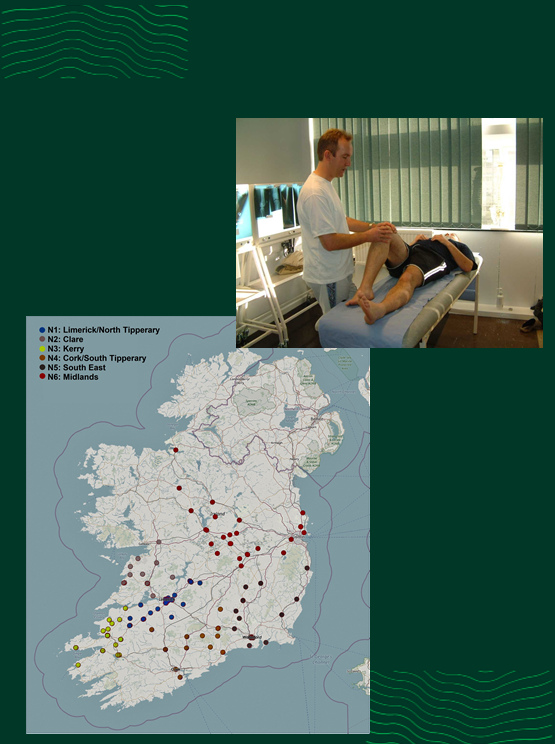 N1: Limerick/North Tipperary
N2: Clare
N3: Kerry
N4: Cork/South Tipperary
N5: South East
N6: Midlands